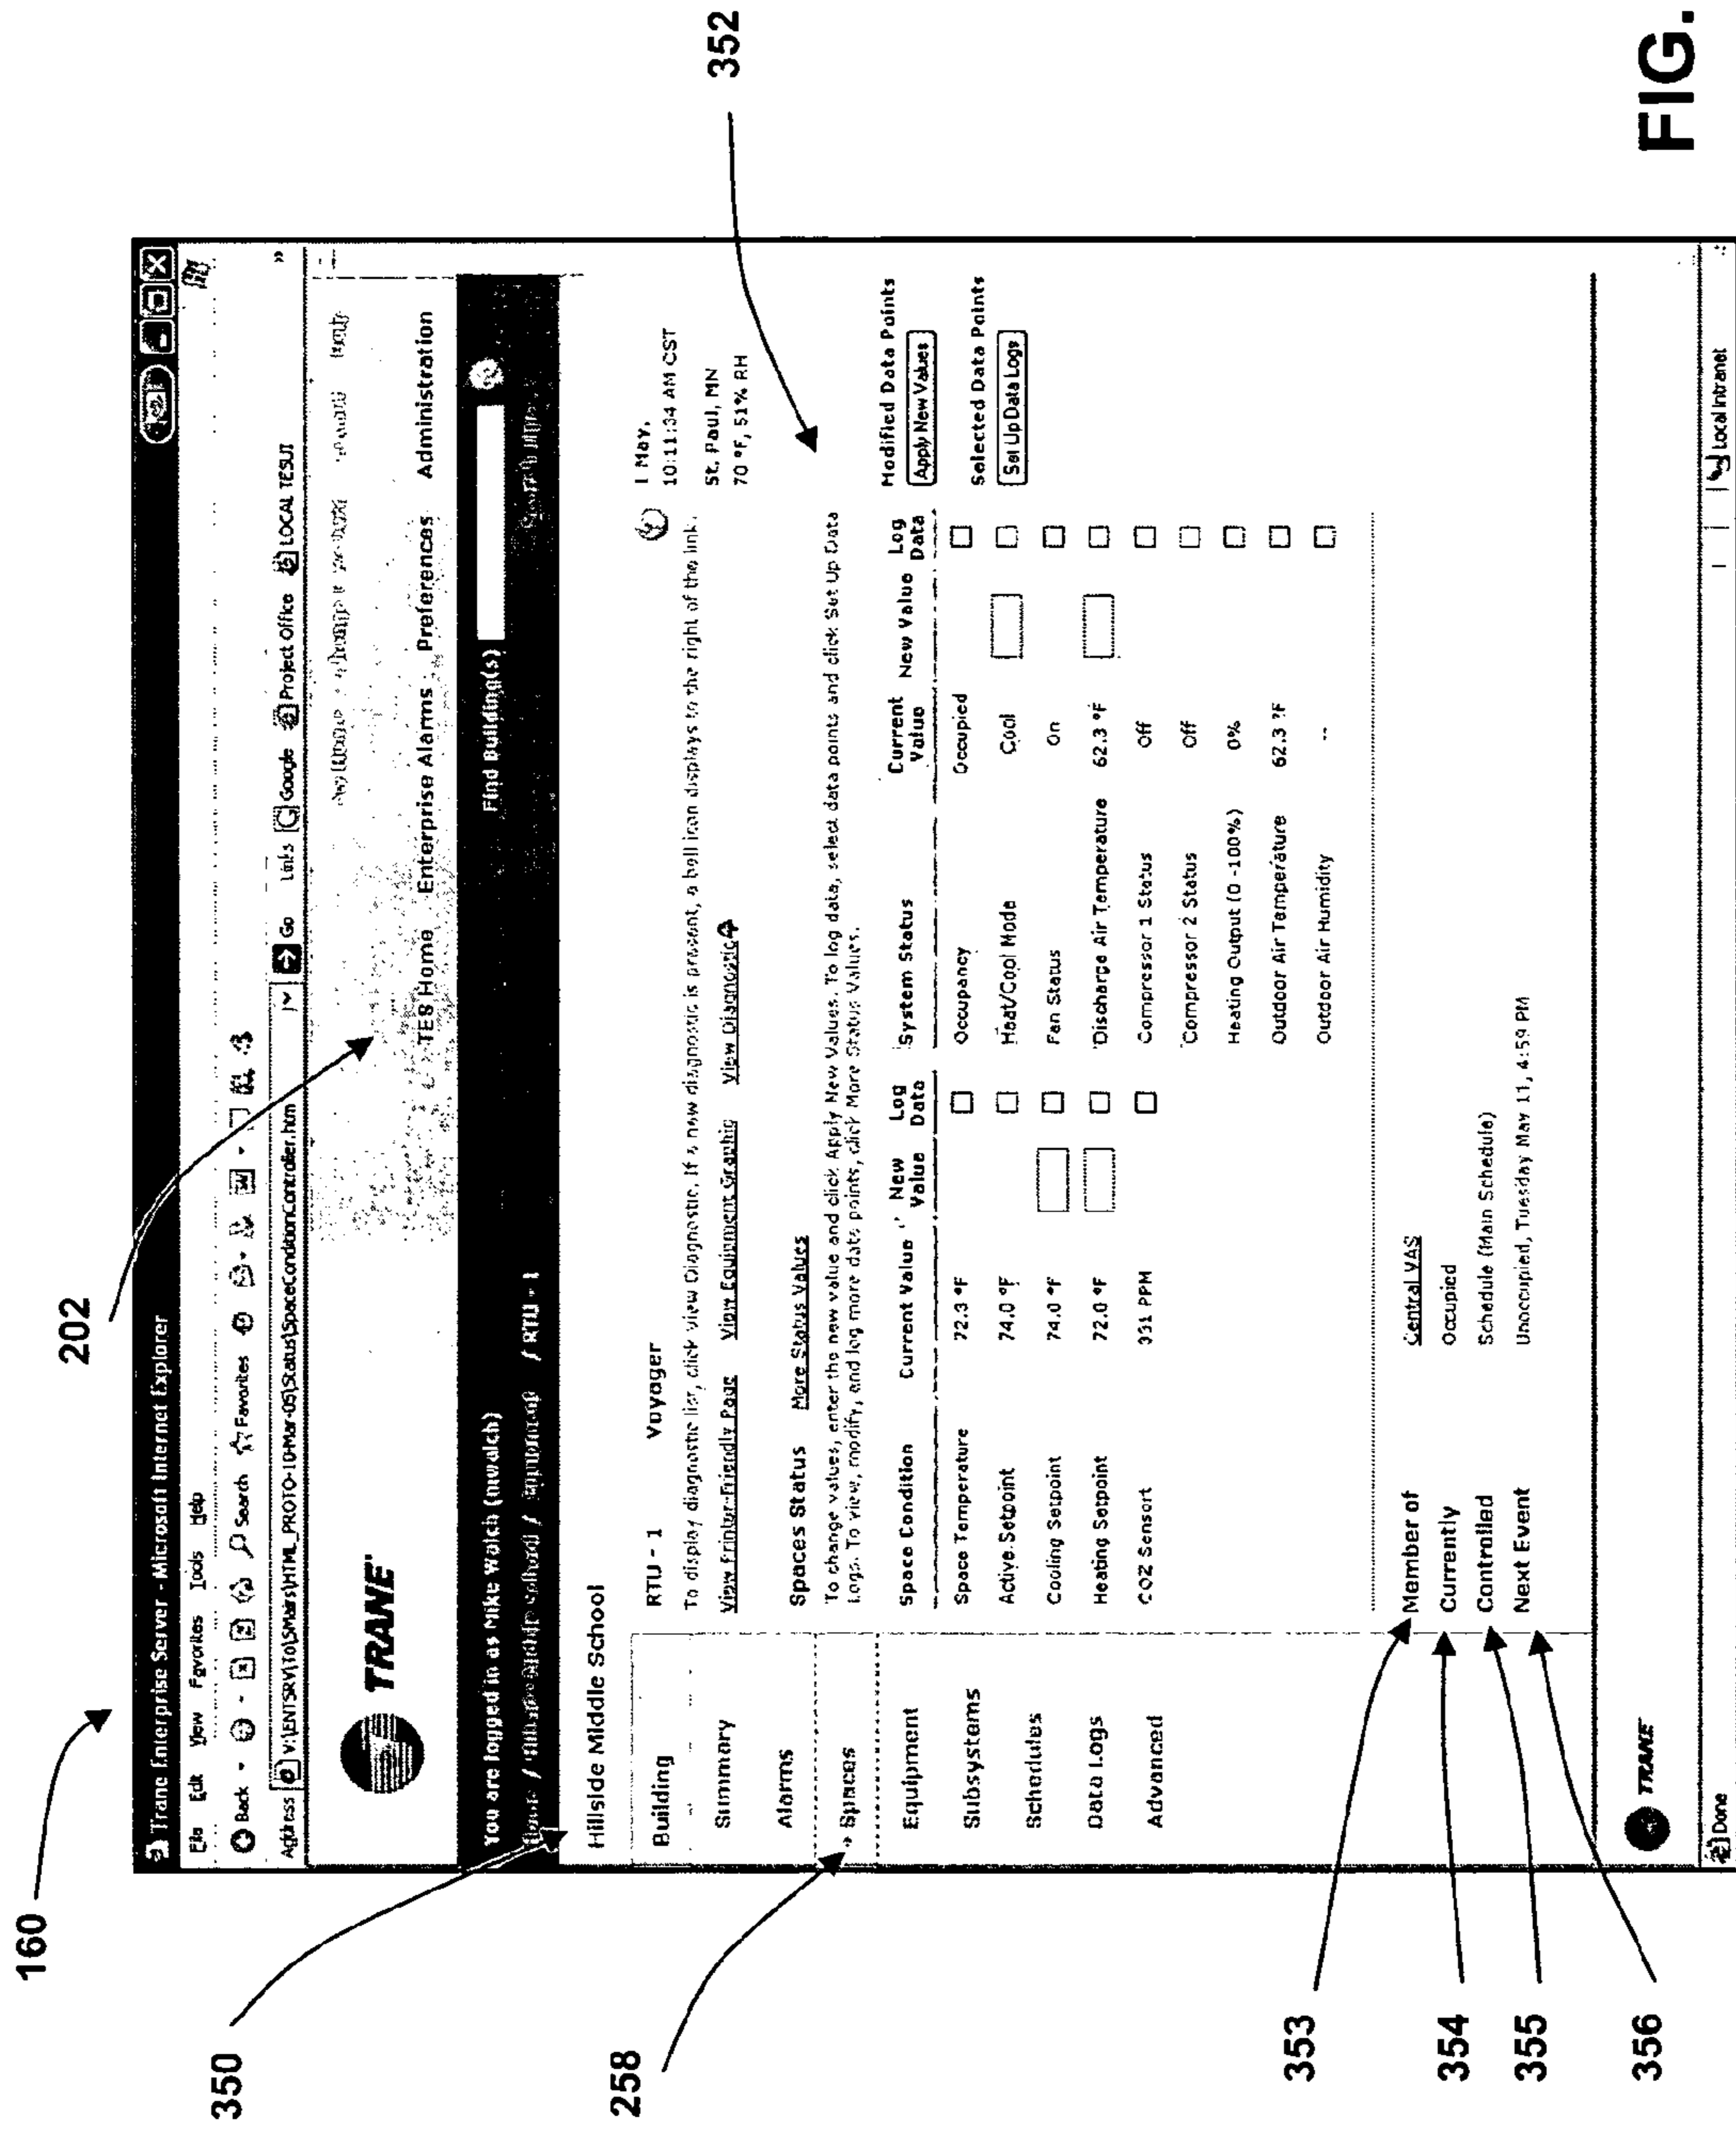 160
202
352
350
258
353
354
355
356
Trane Enterprise Server - Microsoft Internet Explorer
File Edit View Favorites Tools Help
Back Search Favorites
Address V:\ENTSRV\To\SMairs\HTML_PROTO-10-Mar-06\Status\SpaceConditionController.htm Go Links Google Project Office LOCAL TESUI
TRANE
TES Home Enterprise Alarms Preferences Administration
You are logged in as Mike Walch (mwalch) Find Building(s)
/ RTU - 1
Hillside Middle School
Building
Summary
Alarms
Spaces
Equipment
Subsystems
Schedules
Data Logs
Advanced
RTU - 1 Voyager
1 May,
10:11:34 AM CST
St. Paul, MN
70 °F, 51% RH
To display diagnostic list, click view Diagnostic. If a new diagnostic is present, a bell icon displays to the right of the link.
View Printer-Friendly Page View Equipment Graphic View Diagnostic
Spaces Status More Status Values
To change values, enter the new value and click Apply New Values. To log data, select data points and click Set Up Data
Logs. To view, modify, and log more data points, click More Status Values.
Modified Data Points
Apply New Values
Selected Data Points
Set Up Data Logs
Space Condition Current Value New Value Log Data System Status Current Value New Value Log Data
Space Temperature 72.3 °F Occupancy Occupied
Active Setpoint 74.0 °F Heat/Cool Mode Cool
Cooling Setpoint 74.0 °F Fan Status On
Heating Setpoint 72.0 °F Discharge Air Temperature 62.3 °F
CO2 Sensort PPM Compressor 1 Status Off
Compressor 2 Status Off
Heating Output (0 -100%) 0%
Outdoor Air Temperature 62.3 °F
Outdoor Air Humidity --
Member of Central VAS
Currently Occupied
Controlled Schedule (Main Schedule)
Next Event Unoccupied, Tuesday May 11, 4:59 PM
TRANE
Done Local intranet
FIG.